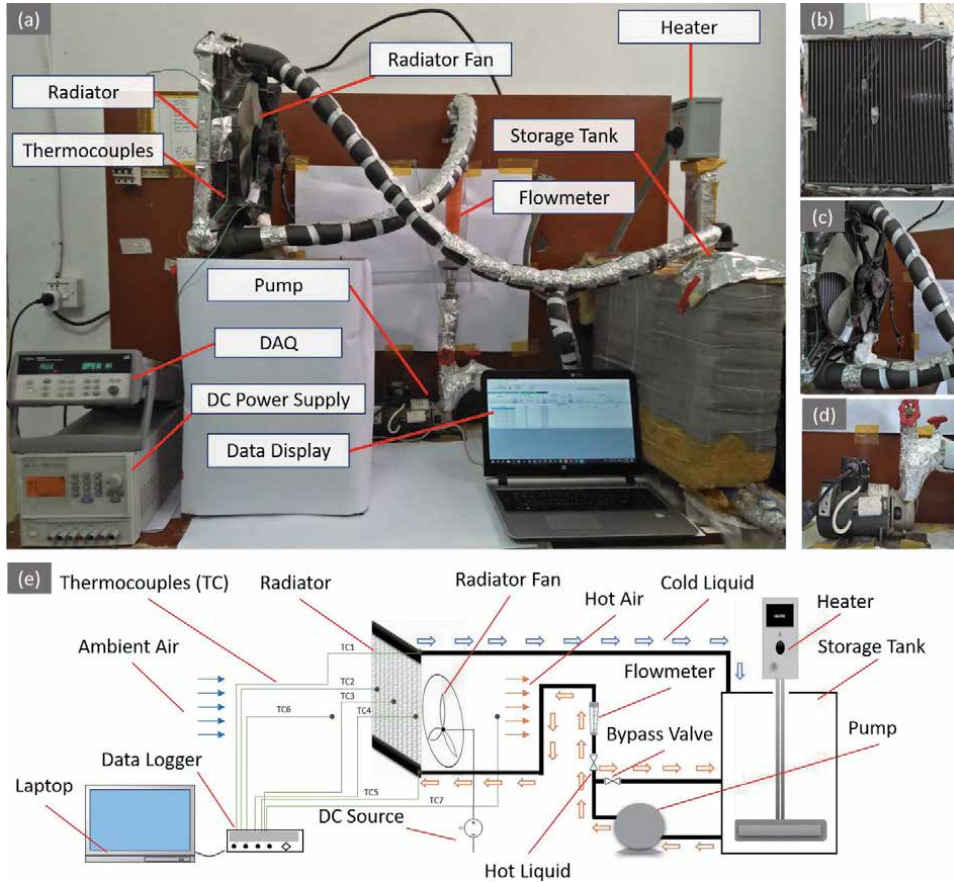 (a)
Radiator Fan
Heater
Radiator
Storage Tank
Thermocouples
Flowmeter
Pump
DAQ
DC Power Supply
Data Display
(b)
(c)
(d)
(e)
Thermocouples (TC)
Radiator
Radiator Fan
Hot Air
Cold Liquid
Heater
Ambient Air
TC1
Storage Tank
Flowmeter
TC2
TC3
TC6
TC4
Pump
Bypass Valve
Data Logger
Laptop
TC5
TC7
DC Source
Hot Liquid